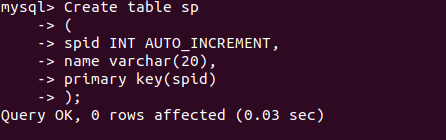 mysql> Create table sp
-> (
-> spid INT AUTO_INCREMENT,
-> name varchar(20),
-> primary key(spid)
-> );
Query OK, 0 rows affected (0.03 sec)